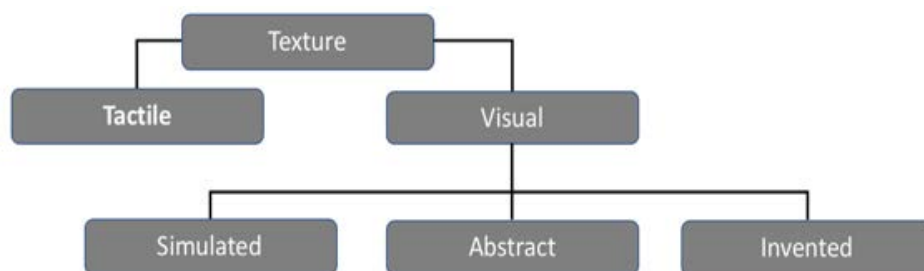 Texture
Tactile
Visual
Simulated
Abstract
Invented